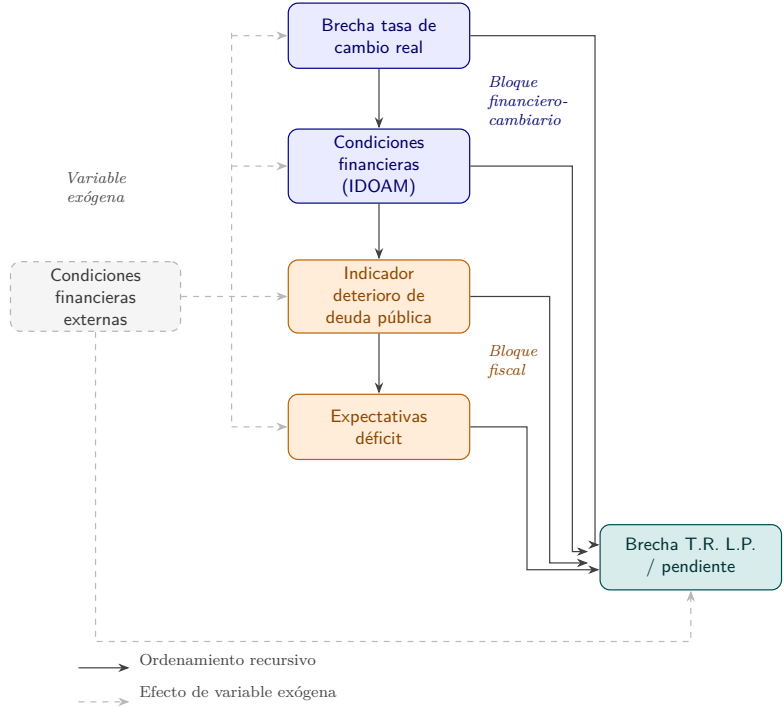 Brecha tasa de
cambio real
Bloque
financiero-
cambiario
Condiciones
financieras
(IDOAM)
Variable
exógena
Condiciones
financieras
externas
Indicador
deterioro de
deuda pública
Bloque
fiscal
Expectativas
déficit
Brecha T.R. L.P.
/ pendiente
Ordenamiento recursivo
Efecto de variable exógena